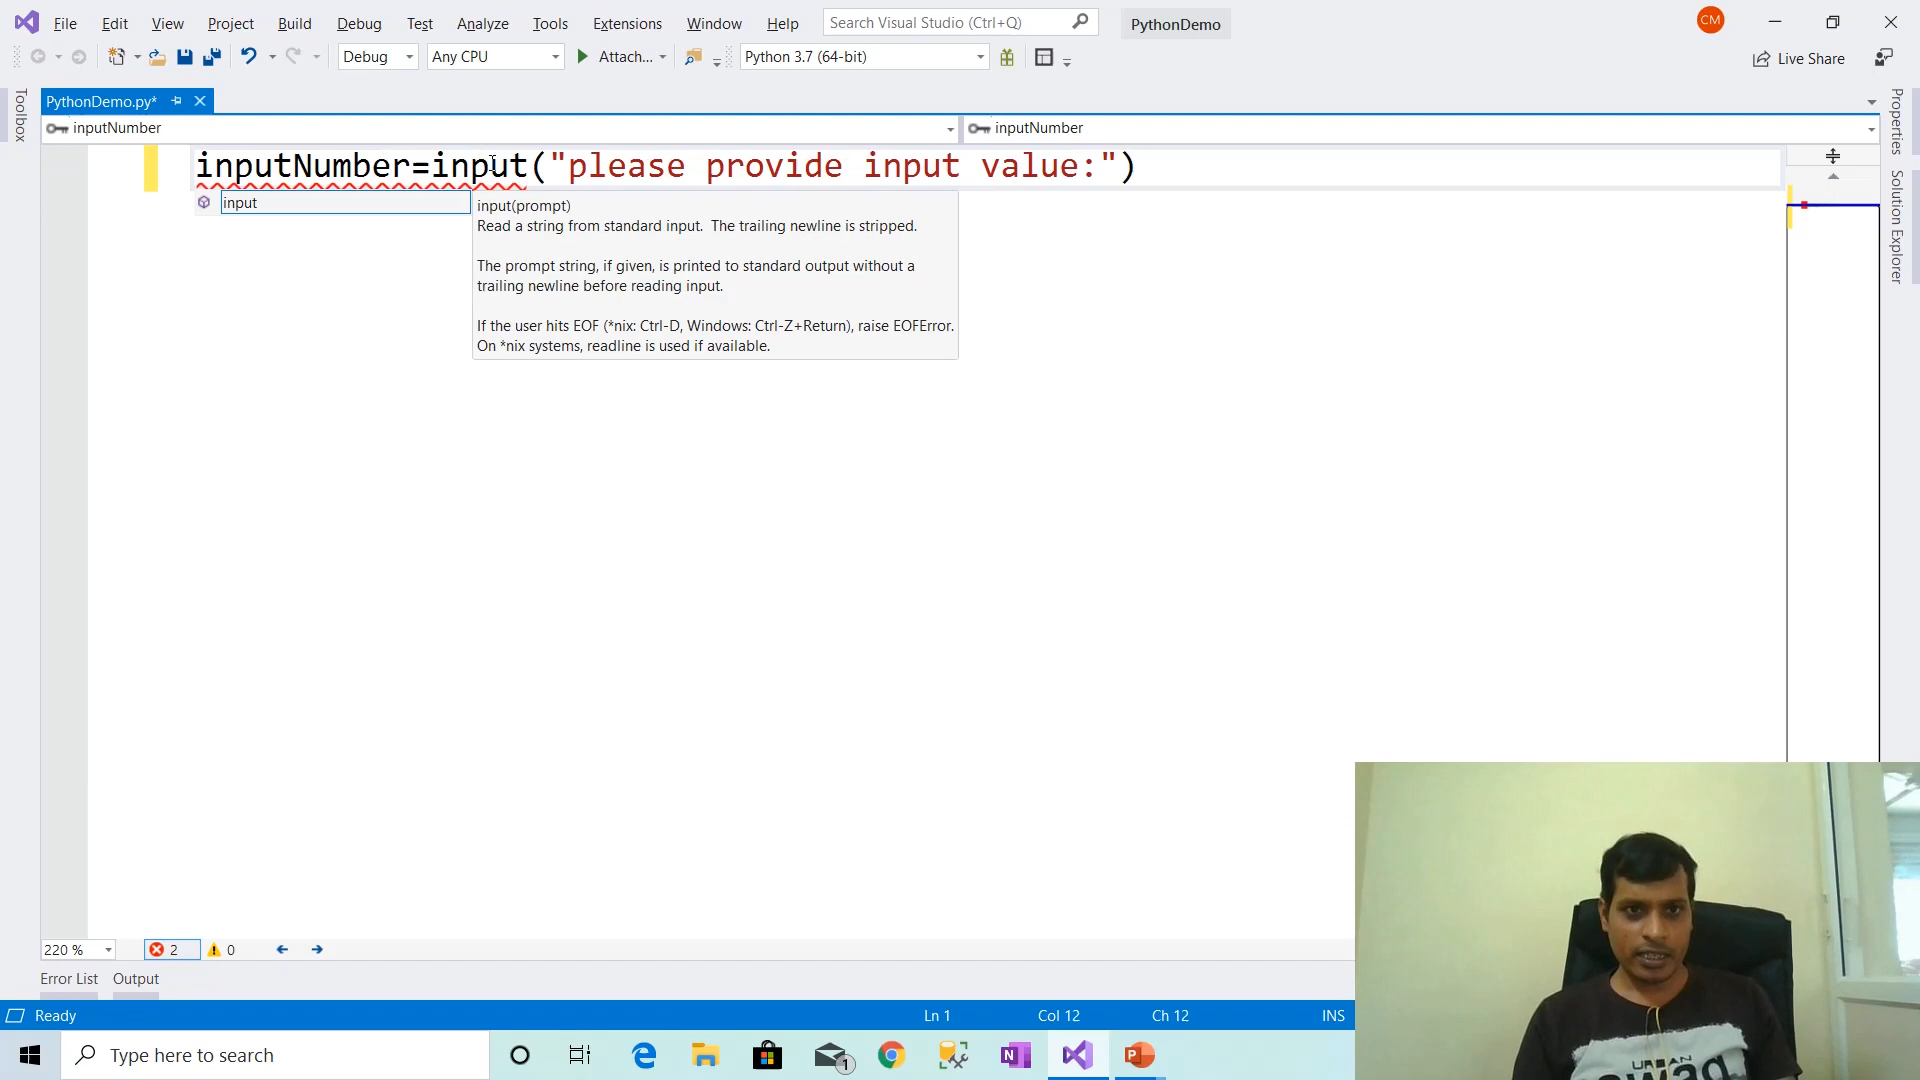 File Edit View Project Build Debug Test Analyze Tools Extensions Window Help Search Visual Studio (Ctrl+Q) PythonDemo CM
Debug Any CPU Attach... Python 3.7 (64-bit) Live Share
Toolbox
PythonDemo.py*
Properties
Solution Explorer
inputNumber inputNumber
inputNumber=input("please provide input value:")
input
input(prompt)
Read a string from standard input. The trailing newline is stripped.
The prompt string, if given, is printed to standard output without a
trailing newline before reading input.
If the user hits EOF (*nix: Ctrl-D, Windows: Ctrl-Z+Return), raise EOFError.
On *nix systems, readline is used if available.
220 % 2 0
Error List Output
Ready Ln 1 Col 12 Ch 12 INS
Type here to search 1